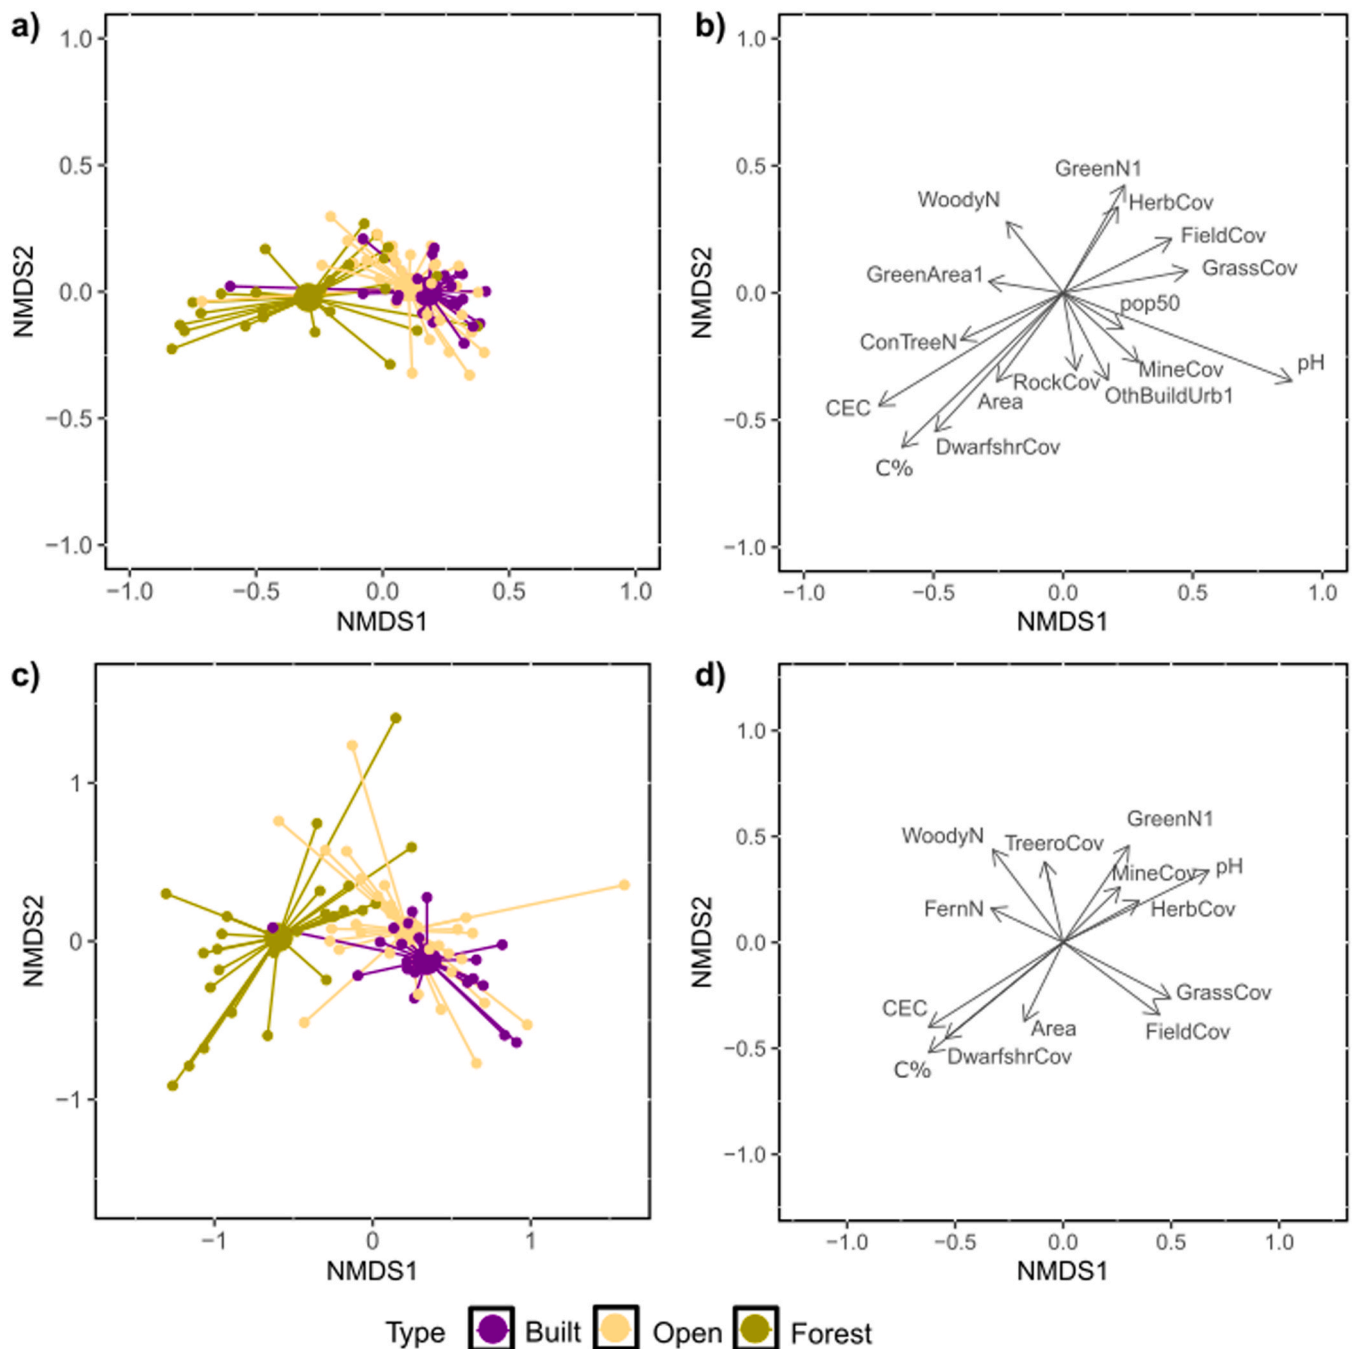 a)
1.0
0.5
0.0
−0.5
−1.0
NMDS2
−1.0 −0.5 0.0 0.5 1.0
NMDS1
b)
1.0
0.5
0.0
−0.5
−1.0
NMDS2
GreenN1
WoodyN
HerbCov
FieldCov
GreenArea1
GrassCov
pop50
ConTreeN
pH
MineCov
RockCov
OthBuildUrb1
Area
CEC
DwarfshrCov
C%
−1.0 −0.5 0.0 0.5 1.0
NMDS1
c)
1
0
−1
NMDS2
−1 0 1
NMDS1
d)
1.0
0.5
0.0
−0.5
−1.0
NMDS2
GreenN1
WoodyN
TreeroCov
MineCov
pH
FernN
HerbCov
GrassCov
CEC
Area
FieldCov
DwarfshrCov
C%
−1.0 −0.5 0.0 0.5 1.0
NMDS1
Type Built Open Forest